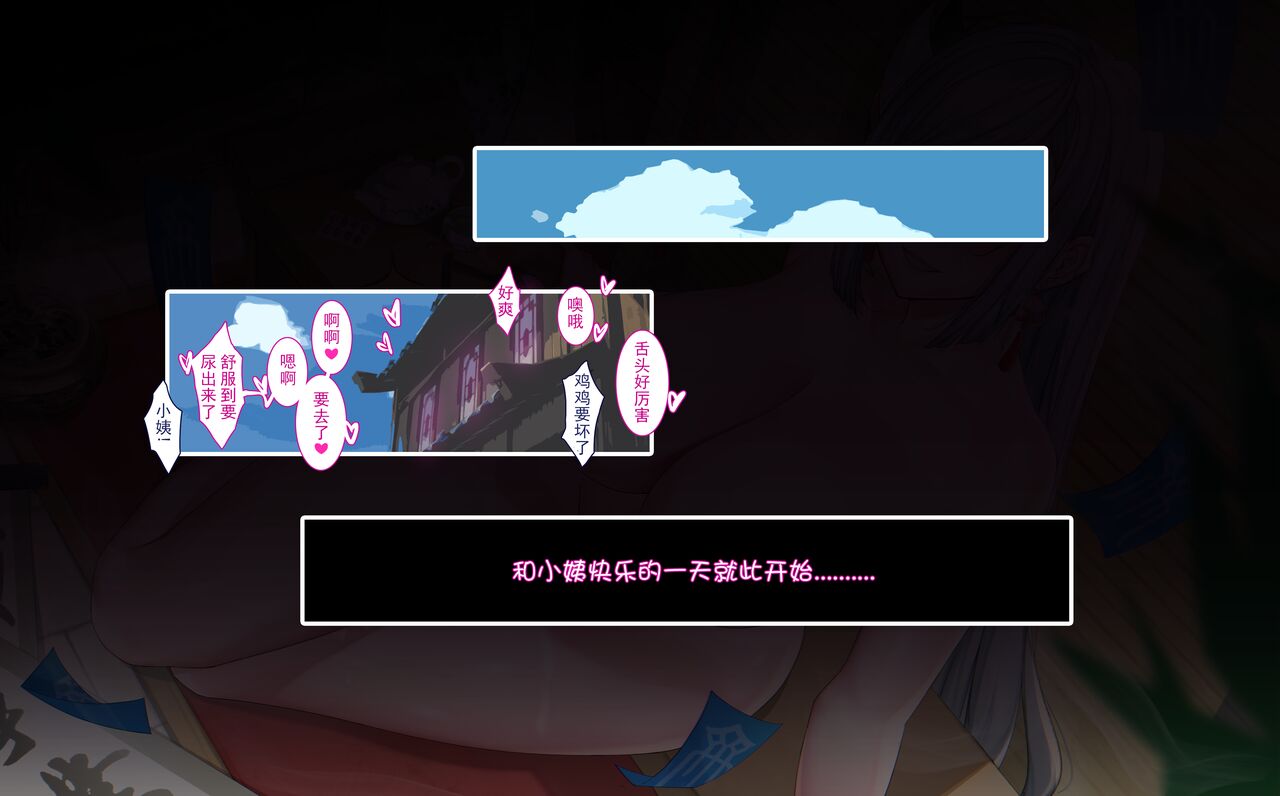 噢哦
舌头好厉害
好爽
鸡鸡要坏了
啊啊♥
要去了♥
嗯啊
舒服到要
尿出来了
小姨！
和小姨快乐的一天就此开始..........